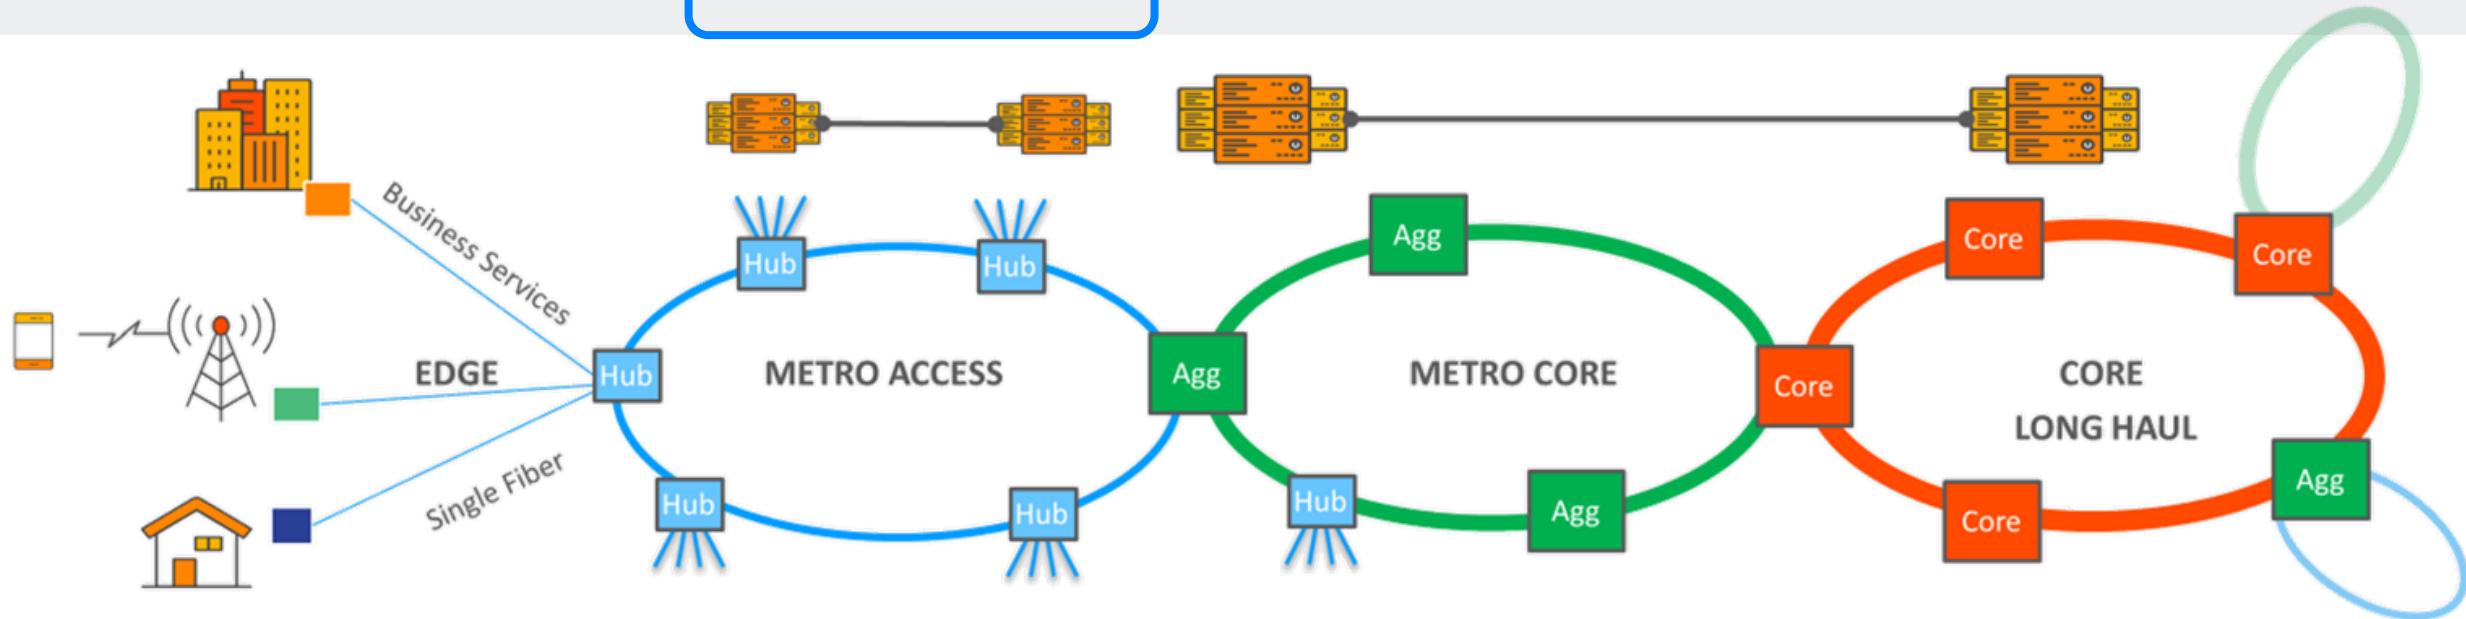 Business Services
EDGE
Single Fiber
Hub
Hub
Hub
Hub
Hub
METRO ACCESS
Agg
Agg
METRO CORE
Hub
Agg
Core
Core
Core
CORE
LONG HAUL
Core
Agg